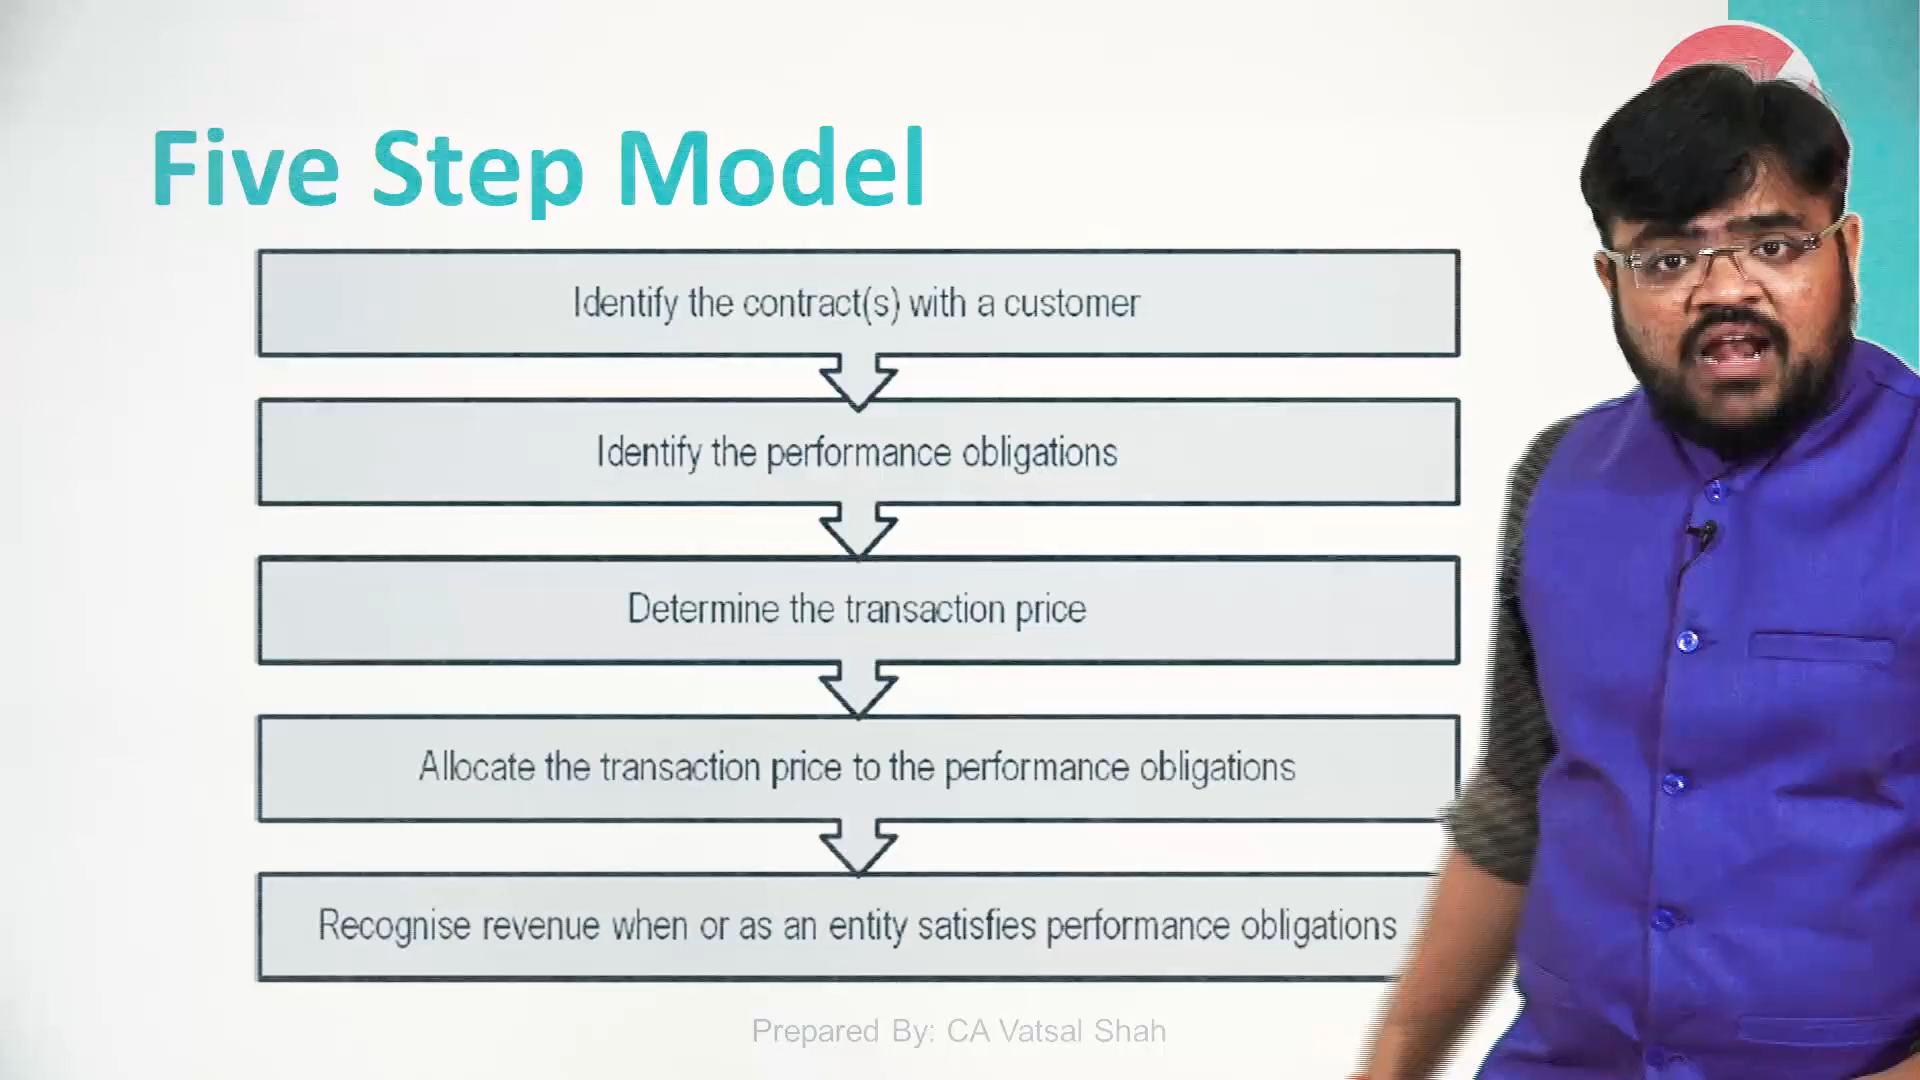 Five Step Model
Identify the contract(s) with a customer
Identify the performance obligations
Determine the transaction price
Allocate the transaction price to the performance obligations
Recognise revenue when or as an entity satisfies performance obligations
Prepared By: CA Vatsal Shah